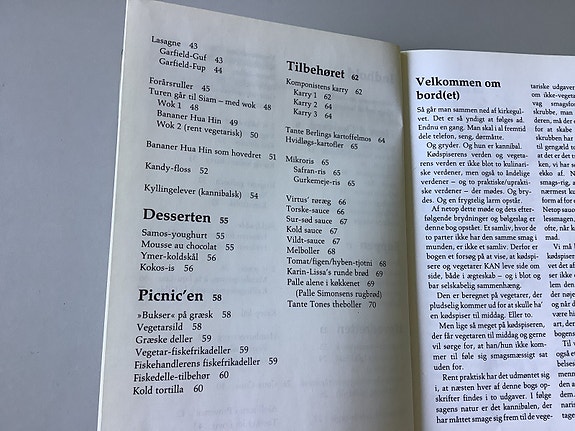 Lasagne 43
Garfield-Guf 43
Garfield-Fup 44
Forårsruller 45
Turen går til Siam – med wok 48
Wok 1 48
Bananer Hua Hin 49
Wok 2 (rent vegetarisk) 50
Bananer Hua Hin som hovedret 51
Kandy-floss 52
Kyllingelever (kannibalsk) 54
Desserten 55
Samos-youghurt 55
Mousse au chocolat 55
Ymer-koldskål 56
Kokos-is 56
Picnic'en 58
»Bukser« på græsk 58
Vegetarsild 58
Græske deller 59
Vegetar-fiskefrikadeller 59
Fiskehandlerens fiskefrikadeller 59
Fiskedelle-tilbehør 60
Kold tortilla 60
Tilbehøret 62
Komponistens karry 62
Karry 1 62
Karry 2 64
Karry 3 64
Tante Berlings kartoffelmos 64
Hvidløgs-kartofler 65
Mikroris 65
Safran-ris 65
Gurkemeje-ris 65
Virtus' røræg 66
Torske-sauce 66
Sur-sød sauce 67
Kold sauce 67
Vildt-sauce 67
Melboller 68
Tomat/figen/hyben-tjotni 68
Karin-Lissa's runde brød 68
Palle alene i køkkenet 69
(Palle Simonsens rugbrød)
Tante Tones theboller 70
Velkommen om
bord(et)
Så går man sammen ned af kirkegul-
vet. Det er så yndigt at følges ad.
Endnu en gang. Man skal i al fremtid
dele telefon, seng, dørmåtte.
Og gryder. Og hun er kannibal.
Kødspiserens verden og vegeta-
rens verden er ikke blot to kulinari-
ske verdener, men også to åndelige
verdener – og to praktiske/uprakti-
ske verdener – der mødes. Og bry-
des. Og en frygtelig larm opstår.
Af netop dette møde og dets efter-
følgende brydninger og bølgeslag er
denne bog opstået. Et samliv, hvor de
to parter ikke har den samme smag i
munden, er ikke et samliv. Derfor er
bogen et forsøg på at vise, at kødspi-
sere og vegetarer KAN leve side om
side, både i ægteskab – og i blot og
bar selskabelig sammenhæng.
Den er beregnet på vegetarer, der
pludselig kommer ud for at skulle ha'
en kødspiser til middag. Eller to.
Men lige så meget på kødspiseren,
der får vegetaren til middag og gerne
vil sørge for, at han/hun ikke kom-
mer til at føle sig smagsmæssigt sat
uden for.
Rent praktisk har det udmøntet sig
i, at næsten hver af denne bogs op-
skrifter findes i to udgaver. I følge
sagens natur er det kannibalen, der
har måttet smage sig frem til de vege-
tariske udgaver
om ikke-vegetar
vag smagsfor
skrubbe, man